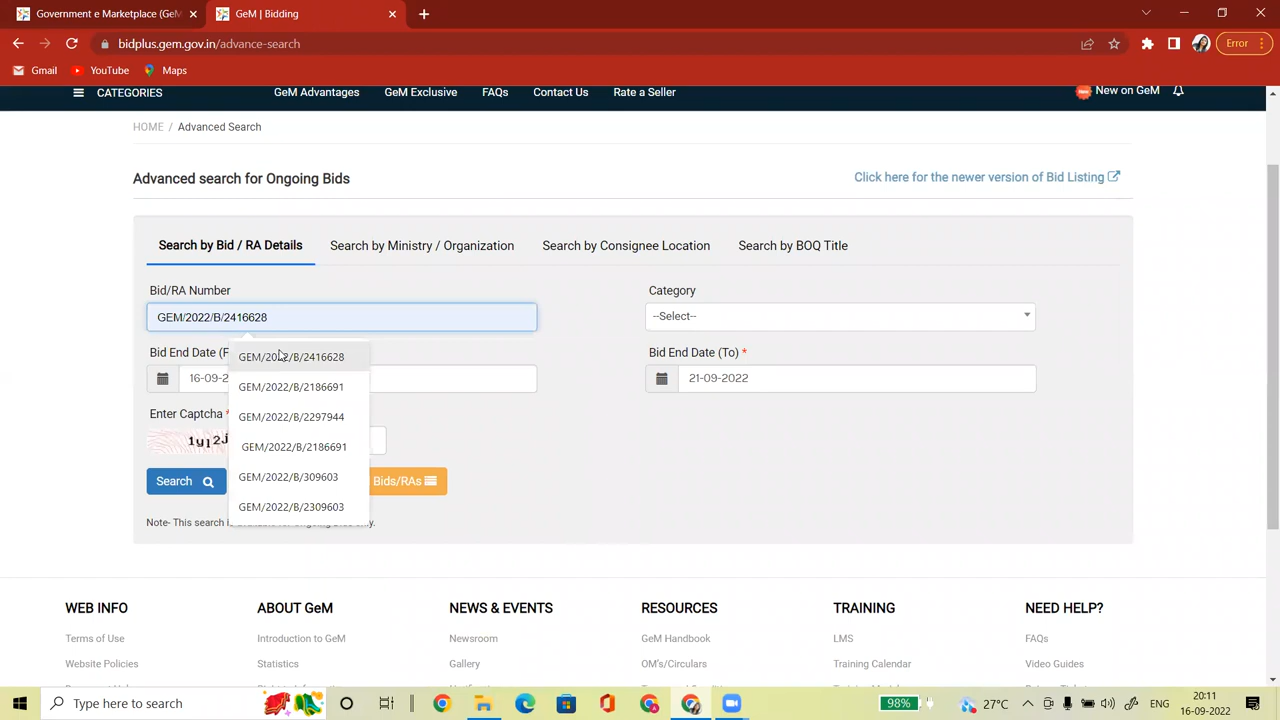 Government e Marketplace (GeM
GeM | Bidding
bidplus.gem.gov.in/advance-search
Error
Gmail
YouTube
Maps
CATEGORIES
GeM Advantages
GeM Exclusive
FAQs
Contact Us
Rate a Seller
New on GeM
HOME / Advanced Search
Advanced search for Ongoing Bids
Click here for the newer version of Bid Listing
Search by Bid / RA Details
Search by Ministry / Organization
Search by Consignee Location
Search by BOQ Title
Bid/RA Number
Category
GEM/2022/B/2416628
--Select--
Bid End Date (F
Bid End Date (To) *
GEM/2022/B/2416628
16-09-2
21-09-2022
GEM/2022/B/2186691
Enter Captcha *
GEM/2022/B/2297944
1yl2J
GEM/2022/B/2186691
Search
GEM/2022/B/309603
Bids/RAs
GEM/2022/B/2309603
Note- This search is
only.
WEB INFO
ABOUT GeM
NEWS & EVENTS
RESOURCES
TRAINING
NEED HELP?
Terms of Use
Introduction to GeM
Newsroom
GeM Handbook
LMS
FAQs
Website Policies
Statistics
Gallery
OM's/Circulars
Training Calendar
Video Guides
Type here to search
98%
27°C
ENG
20:11
16-09-2022